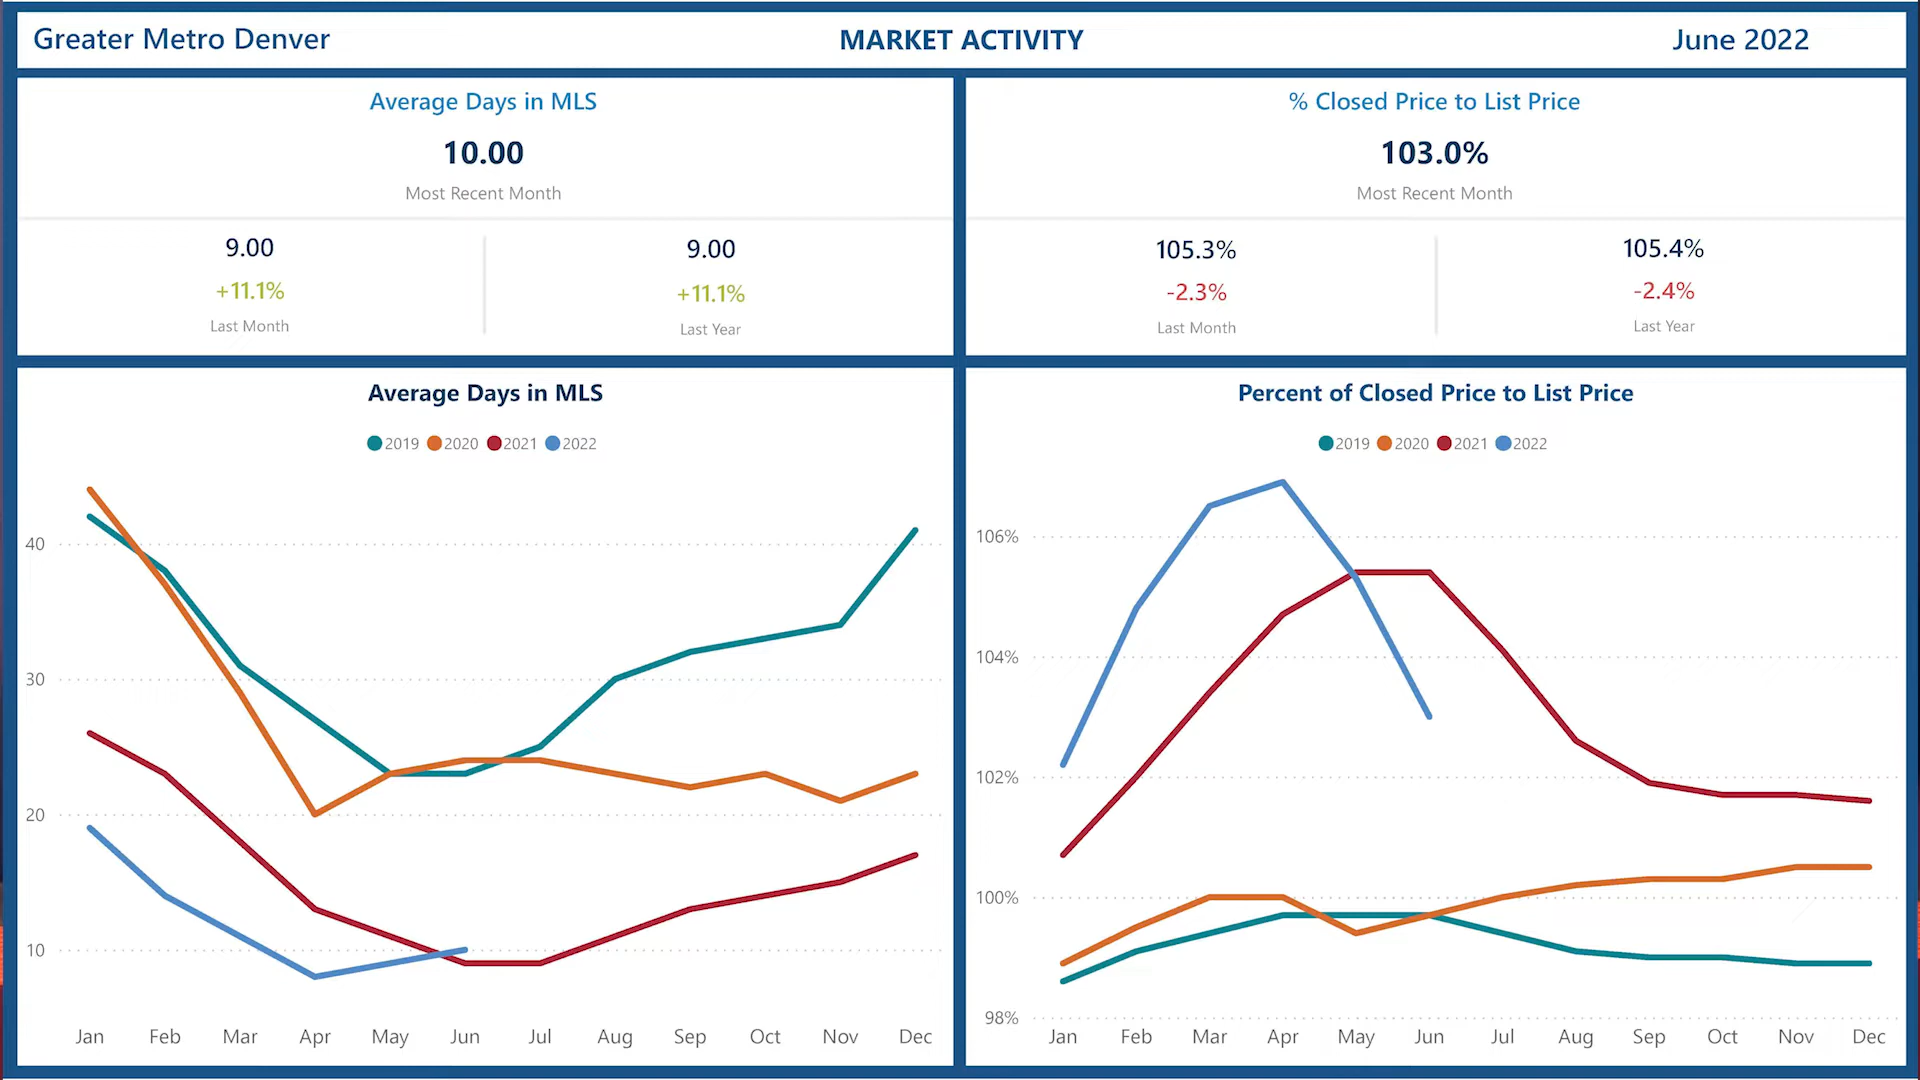 Greater Metro Denver
MARKET ACTIVITY
June 2022
Average Days in MLS
10.00
Most Recent Month
9.00
+11.1%
Last Month
9.00
+11.1%
Last Year
% Closed Price to List Price
103.0%
Most Recent Month
105.3%
-2.3%
Last Month
105.4%
-2.4%
Last Year
Average Days in MLS
2019 2020 2021 2022
40
30
20
10
Jan Feb Mar Apr May Jun Jul Aug Sep Oct Nov Dec
Percent of Closed Price to List Price
2019 2020 2021 2022
106%
104%
102%
100%
98%
Jan Feb Mar Apr May Jun Jul Aug Sep Oct Nov Dec